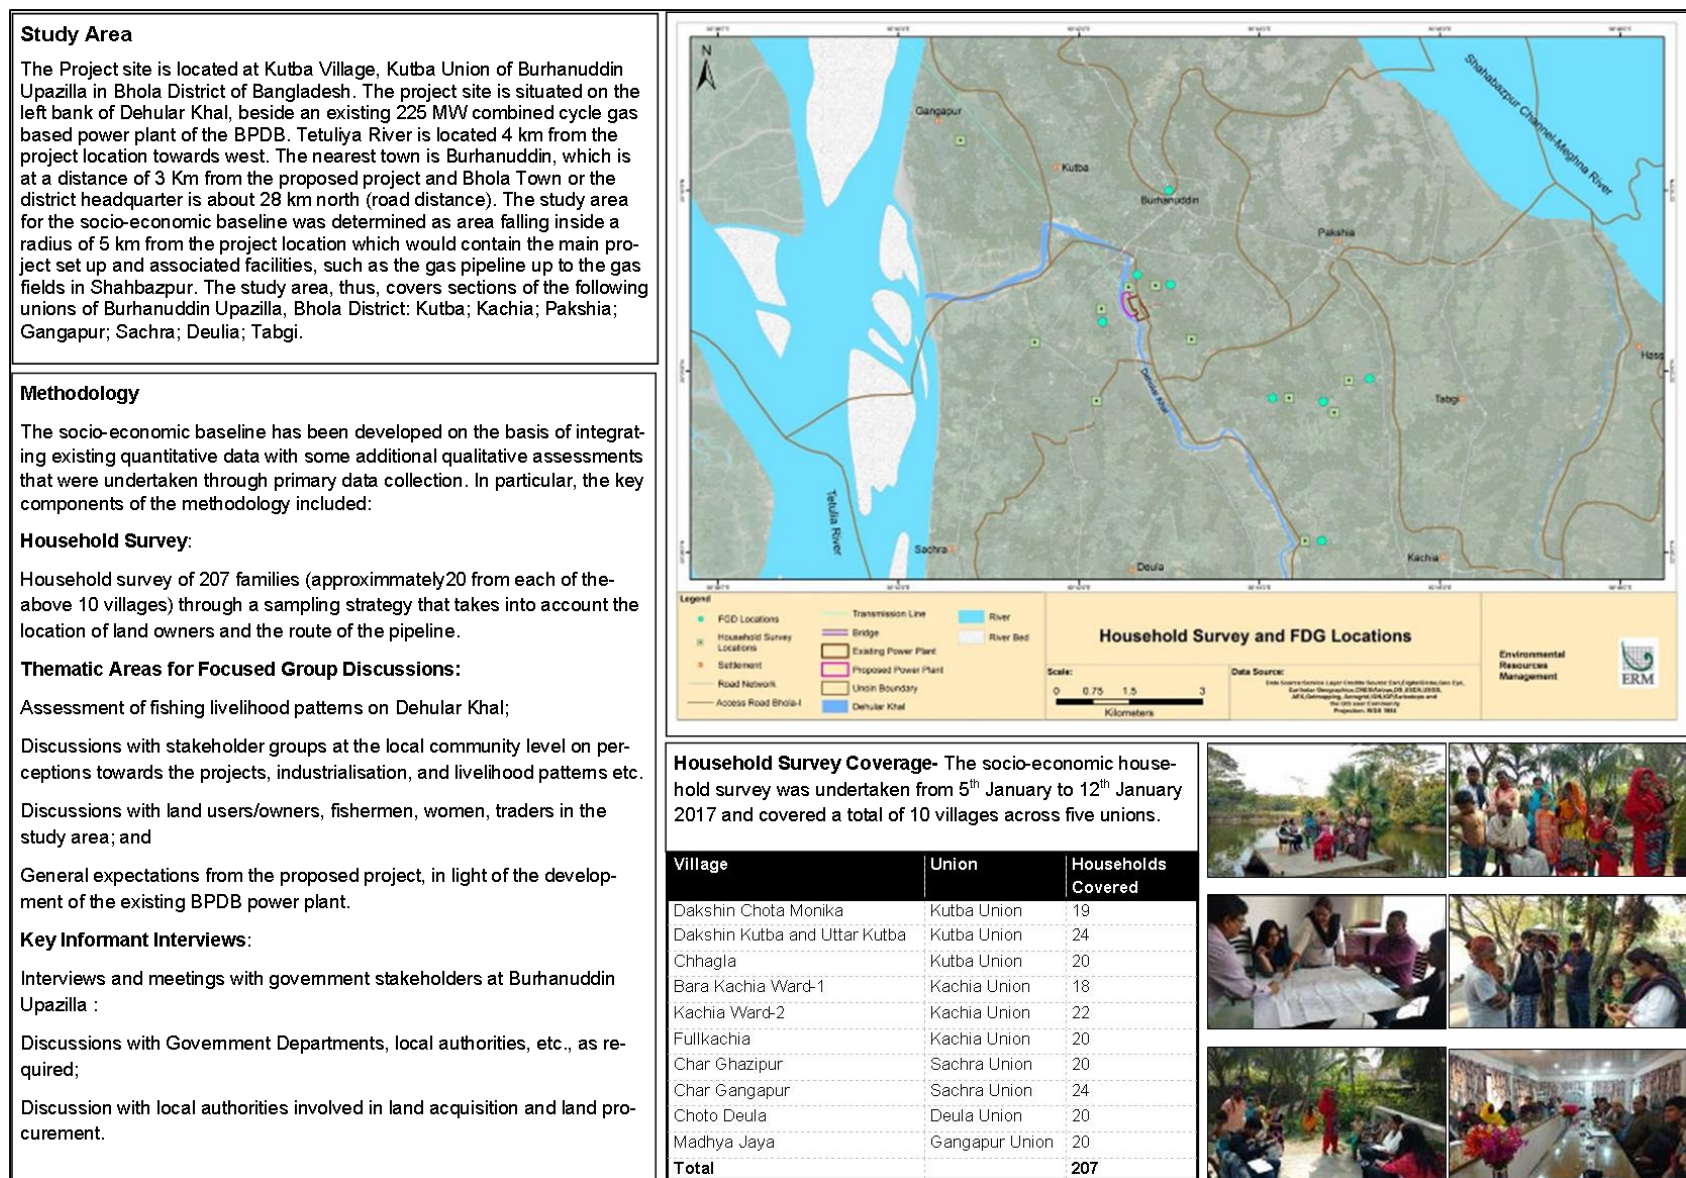 Study Area
The Project site is located at Kutba Village, Kutba Union of Burhanuddin
Upazilla in Bhola District of Bangladesh. The project site is situated on the
left bank of Dehular Khal, beside an existing 225 MW combined cycle gas
based power plant of the BPDB. Tetuliya River is located 4 km from the
project location towards west. The nearest town is Burhanuddin, which is
at a distance of 3 Km from the proposed project and Bhola Town or the
district headquarter is about 28 km north (road distance). The study area
for the socio-economic baseline was determined as area falling inside a
radius of 5 km from the project location which would contain the main pro-
ject set up and associated facilities, such as the gas pipeline up to the gas
fields in Shahbazpur. The study area, thus, covers sections of the following
unions of Burhanuddin Upazilla, Bhola District: Kutba; Kachia; Pakshia;
Gangapur; Sachra; Deulia; Tabgi.
Methodology
The socio-economic baseline has been developed on the basis of integrat-
ing existing quantitative data with some additional qualitative assessments
that were undertaken through primary data collection. In particular, the key
components of the methodology included:
Household Survey:
Household survey of 207 families (approximmately20 from each of the-
above 10 villages) through a sampling strategy that takes into account the
location of land owners and the route of the pipeline.
Thematic Areas for Focused Group Discussions:
Assessment of fishing livelihood patterns on Dehular Khal;
Discussions with stakeholder groups at the local community level on per-
ceptions towards the projects, industrialisation, and livelihood patterns etc.
Discussions with land users/owners, fishermen, women, traders in the
study area; and
General expectations from the proposed project, in light of the develop-
ment of the existing BPDB power plant.
Key Informant Interviews:
Interviews and meetings with government stakeholders at Burhanuddin
Upazilla :
Discussions with Government Departments, local authorities, etc., as re-
quired;
Discussion with local authorities involved in land acquisition and land pro-
curement.
N
Gangapur
Kutba
Burhanuddin
Pakshia
Shahabazpur Channel-Meghna River
Hass
Tabgi
Dehular Khal
Tetulia River
Sachra
Deula
Kachia
Legend
FGD Locations
Household Survey
Locations
Settlement
Road Network
Access Road Bhola-I
Transmission Line
Bridge
Existing Power Plant
Proposed Power Plant
Unoin Boundary
Dehular Khal
River
River Bed
Household Survey and FDG Locations
Scale:
0 0.75 1.5 3
Kilometers
Data Source:
Environmental
Resources
Management
ERM
Household Survey Coverage- The socio-economic house-
hold survey was undertaken from 5th January to 12th January
2017 and covered a total of 10 villages across five unions.
Village Union Households
Covered
Dakshin Chota Monika Kutba Union 19
Dakshin Kutba and Uttar Kutba Kutba Union 24
Chhagla Kutba Union 20
Bara Kachia Ward-1 Kachia Union 18
Kachia Ward-2 Kachia Union 22
Fullkachia Kachia Union 20
Char Ghazipur Sachra Union 20
Char Gangapur Sachra Union 24
Choto Deula Deula Union 20
Madhya Jaya Gangapur Union 20
Total 207